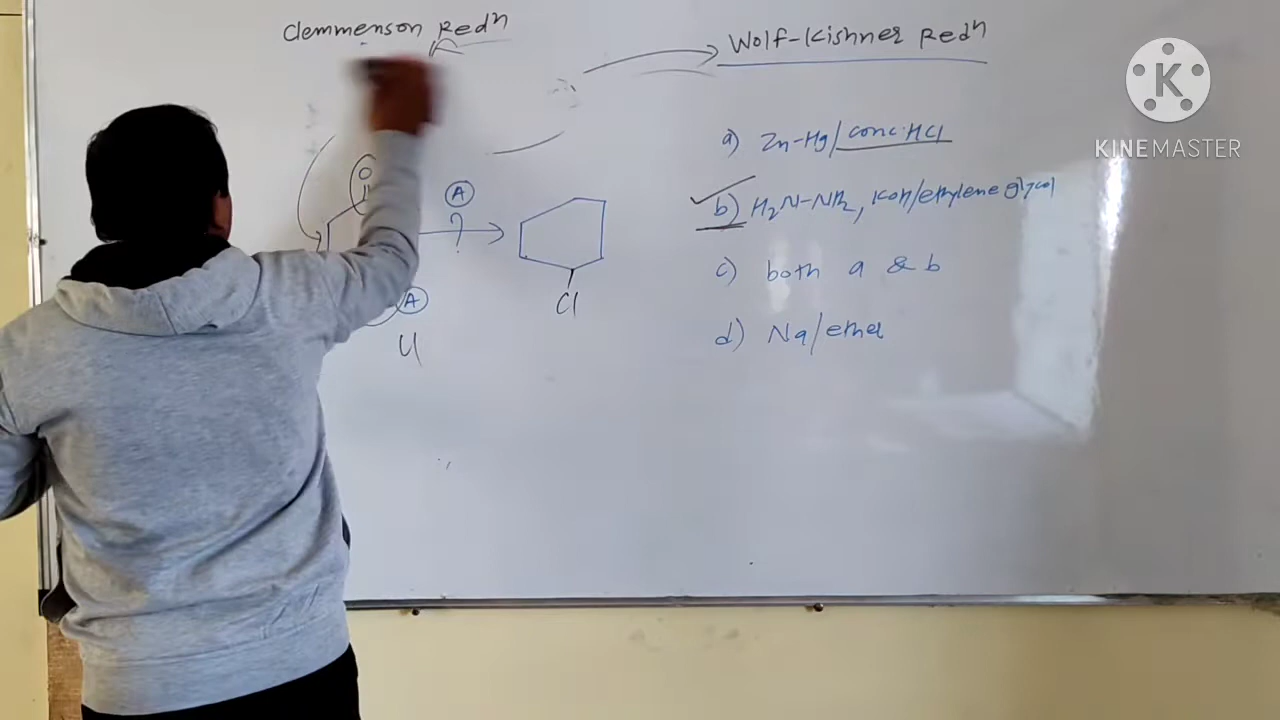 Clemmenson Redⁿ
Wolf-Kishner Redⁿ
K
KINEMASTER
a) Zn-Hg/conc. HCl
b) H₂N-NH₂, KOH/ethylene glycol
c) both a & b
d) Na/ether
O
A
?
A
Cl